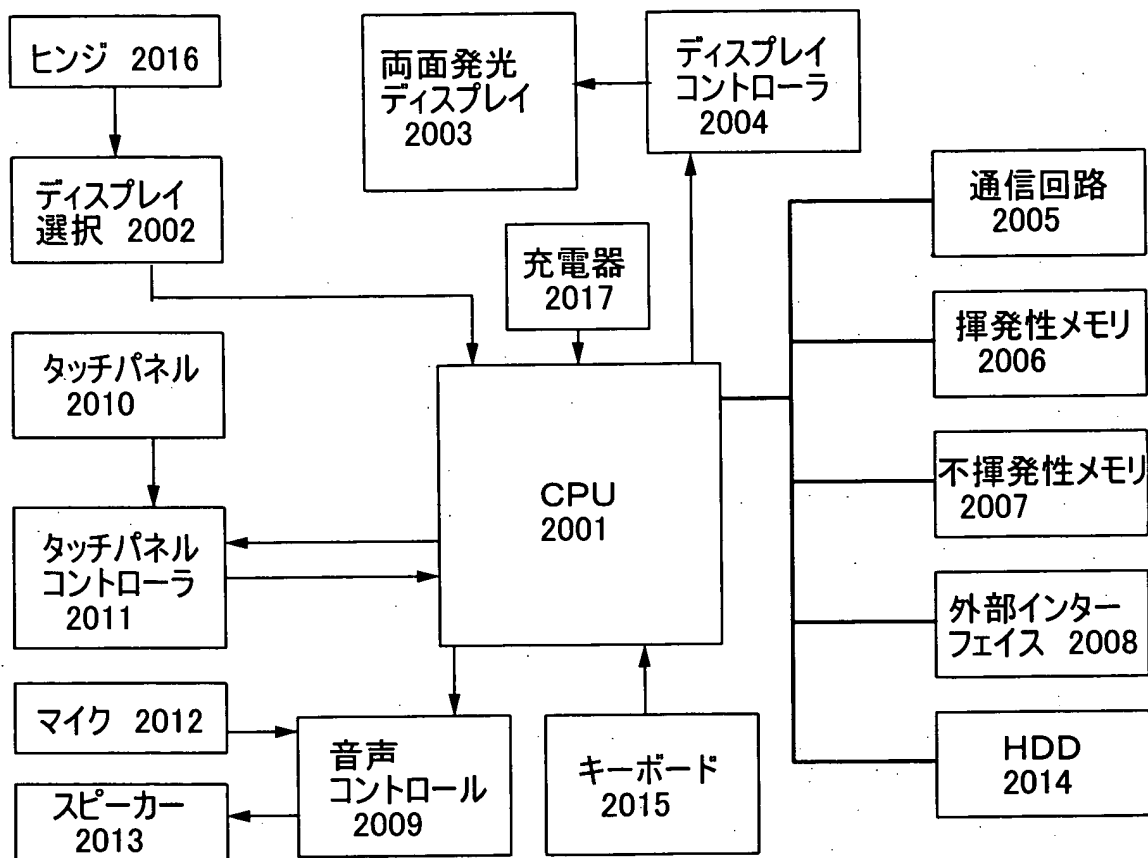 ヒンジ 2016
両面発光
ディスプレイ
2003
ディスプレイ
コントローラ
2004
ディスプレイ
選択 2002
通信回路
2005
充電器
2017
揮発性メモリ
2006
タッチパネル
2010
不揮発性メモリ
2007
CPU
2001
タッチパネル
コントローラ
2011
外部インター
フェイス 2008
マイク 2012
音声
コントロール
2009
キーボード
2015
HDD
2014
スピーカー
2013